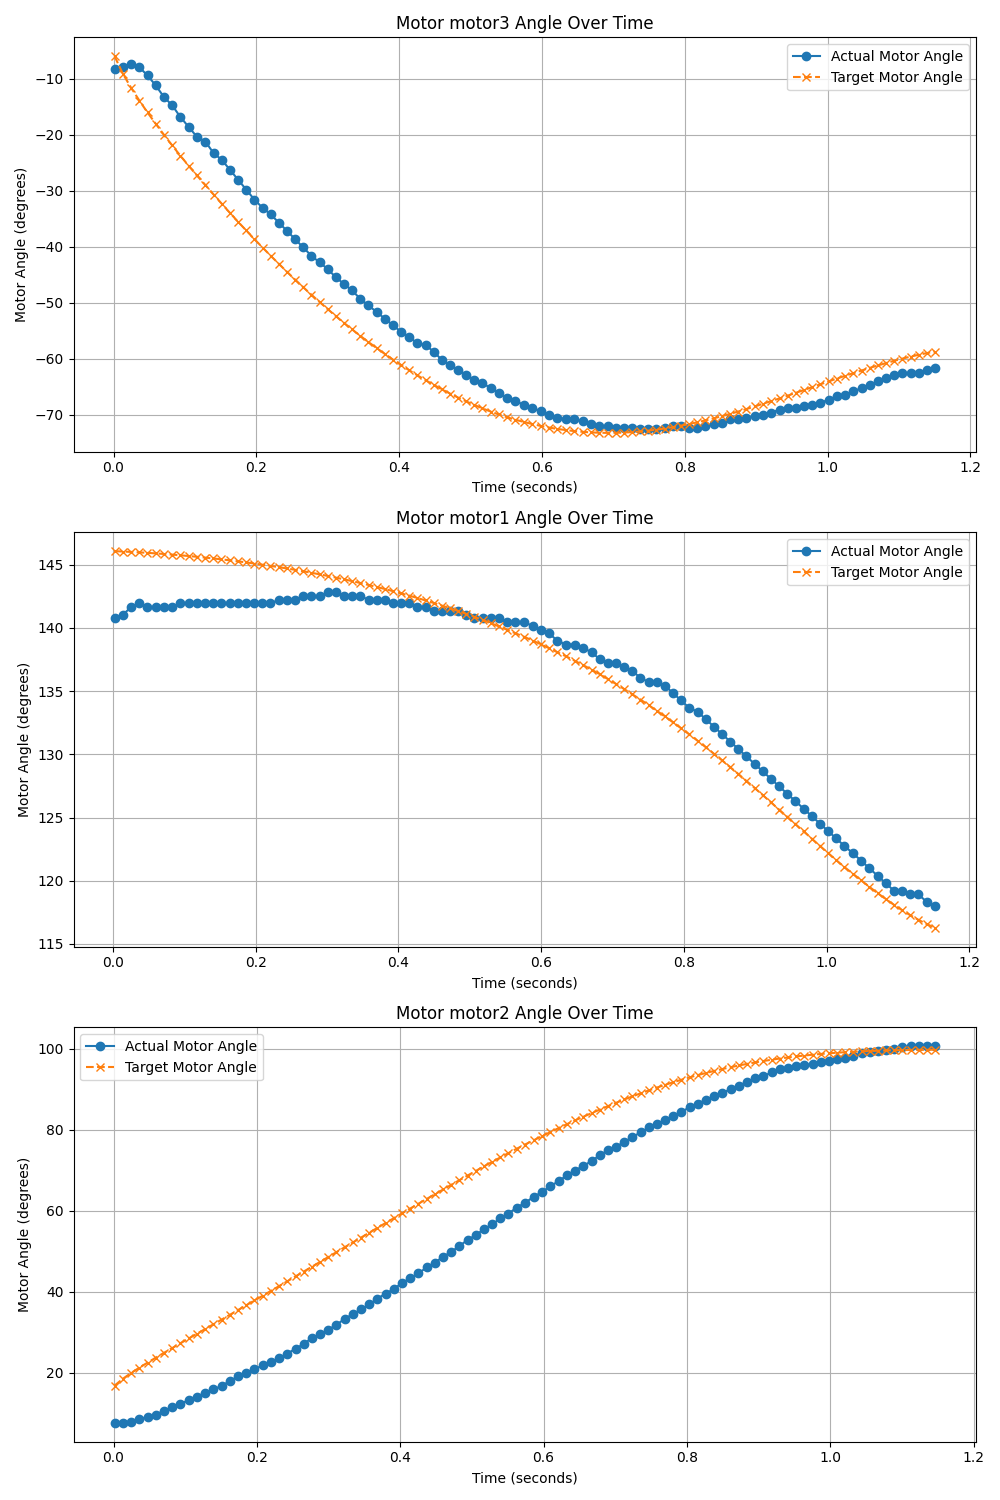 Motor motor3 Angle Over Time
Actual Motor Angle
Target Motor Angle
Motor Angle (degrees)
−10
−20
−30
−40
−50
−60
−70
0.0 0.2 0.4 0.6 0.8 1.0 1.2
Time (seconds)
Motor motor1 Angle Over Time
Actual Motor Angle
Target Motor Angle
Motor Angle (degrees)
145
140
135
130
125
120
115
0.0 0.2 0.4 0.6 0.8 1.0 1.2
Time (seconds)
Motor motor2 Angle Over Time
Actual Motor Angle
Target Motor Angle
Motor Angle (degrees)
100
80
60
40
20
0.0 0.2 0.4 0.6 0.8 1.0 1.2
Time (seconds)